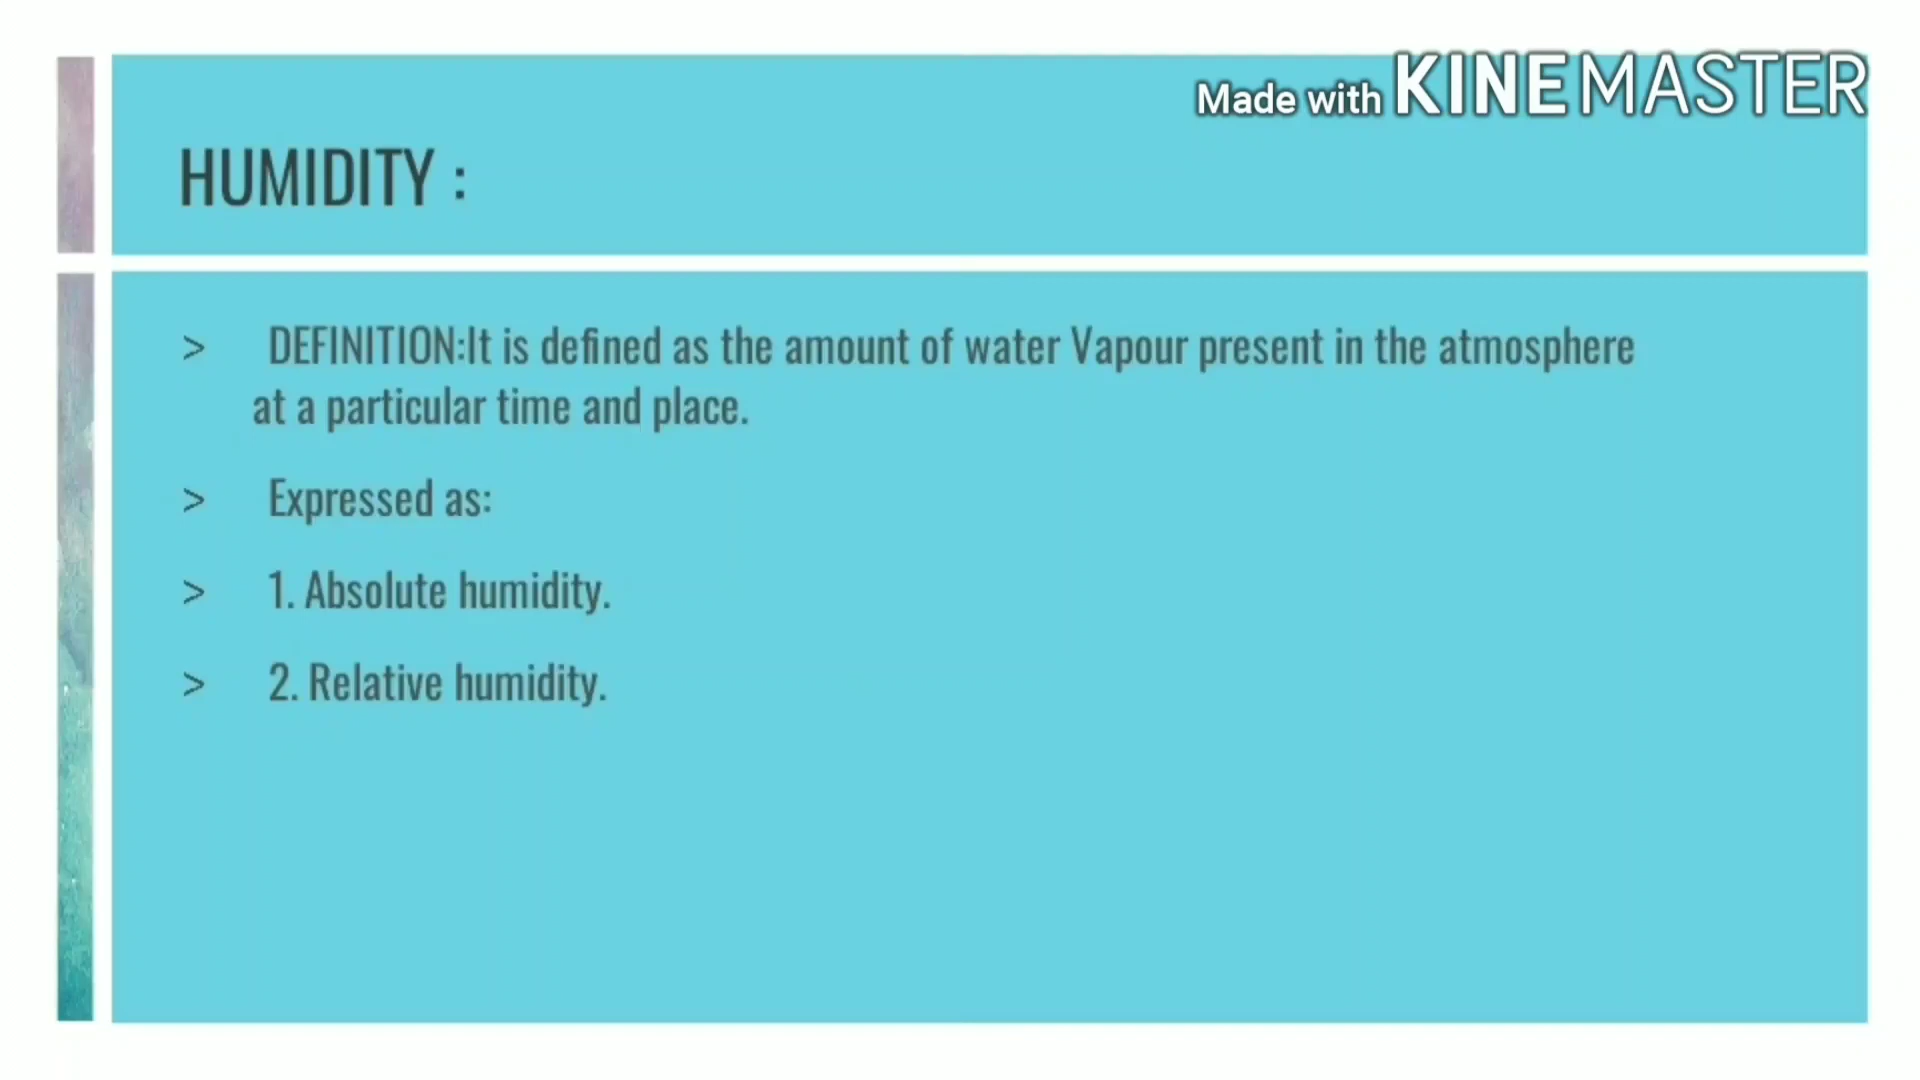 Made with KINEMASTER
HUMIDITY :
> DEFINITION:It is defined as the amount of water Vapour present in the atmosphere
at a particular time and place.
> Expressed as:
> 1. Absolute humidity.
> 2. Relative humidity.